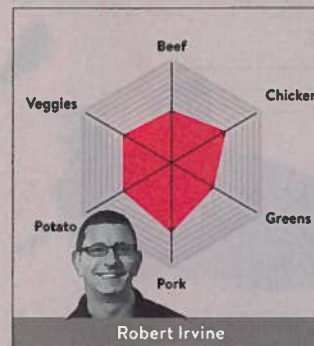 Beef
Veggies
Chicken
Potato
Greens
Pork
Robert Irvine